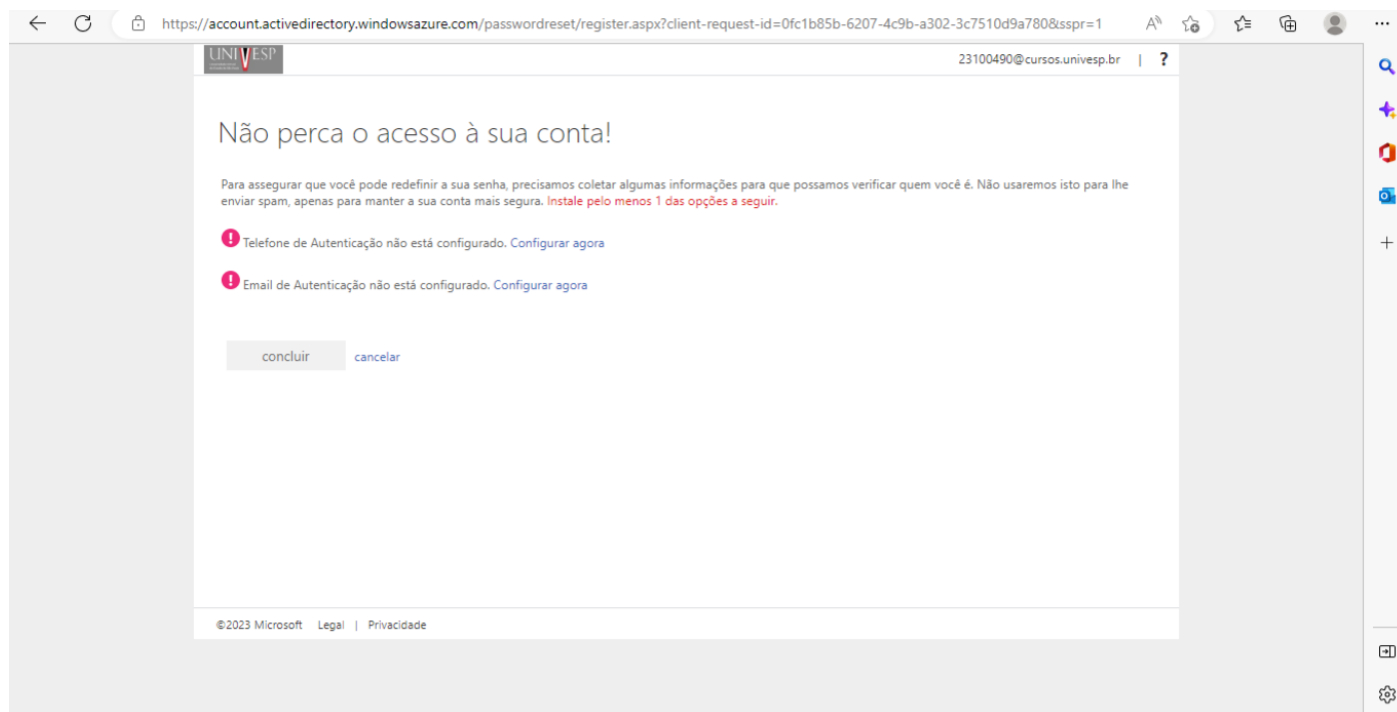 https://account.activedirectory.windowsazure.com/passwordreset/register.aspx?client-request-id=0fc1b85b-6207-4c9b-a302-3c7510d9a780&sspr=1
UNIVESP
23100490@cursos.univesp.br | ?
Não perca o acesso à sua conta!
Para assegurar que você pode redefinir a sua senha, precisamos coletar algumas informações para que possamos verificar quem você é. Não usaremos isto para lhe
enviar spam, apenas para manter a sua conta mais segura. Instale pelo menos 1 das opções a seguir.
! Telefone de Autenticação não está configurado. Configurar agora
! Email de Autenticação não está configurado. Configurar agora
concluir cancelar
©2023 Microsoft Legal | Privacidade